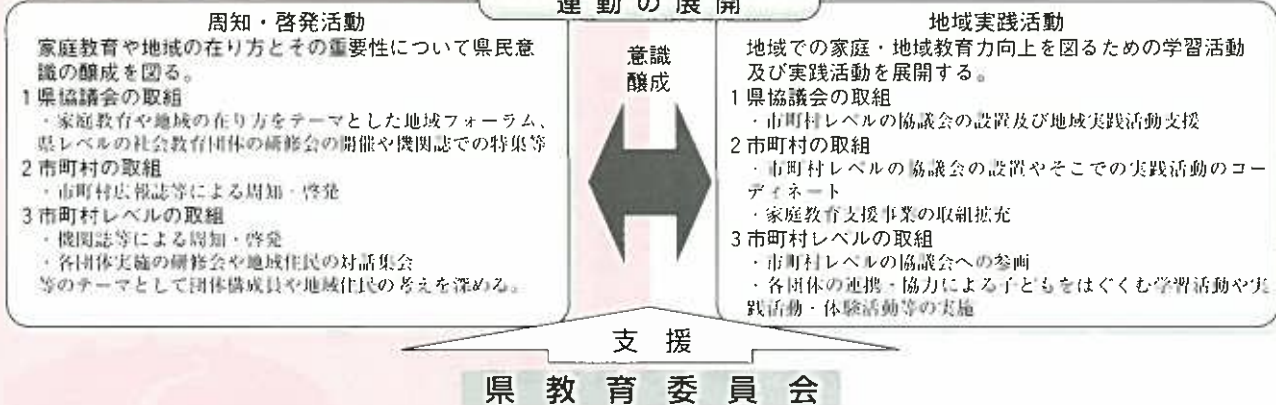 運動の展開
周知・啓発活動
家庭教育や地域の在り方とその重要性について県民意
識の醸成を図る。
1 県協議会の取組
・家庭教育や地域の在り方をテーマとした地域フォーラム、
県レベルの社会教育団体の研修会の開催や機関誌での特集等
2 市町村の取組
・市町村広報誌等による周知・啓発
3 市町村レベルの取組
・機関誌等による周知・啓発
・各団体実施の研修会や地域住民の対話集会
等のテーマとして団体構成員や地域住民の考えを深める。
意識
醸成
地域実践活動
地域での家庭・地域教育力向上を図るための学習活動
及び実践活動を展開する。
1 県協議会の取組
・市町村レベルの協議会の設置及び地域実践活動支援
2 市町村の取組
・市町村レベルの協議会の設置やそこでの実践活動のコー
ディネート
・家庭教育支援事業の取組拡充
3 市町村レベルの取組
・市町村レベルの協議会への参画
・各団体の連携・協力による子どもをはぐくむ学習活動や実
践活動・体験活動等の実施
支援
県教育委員会